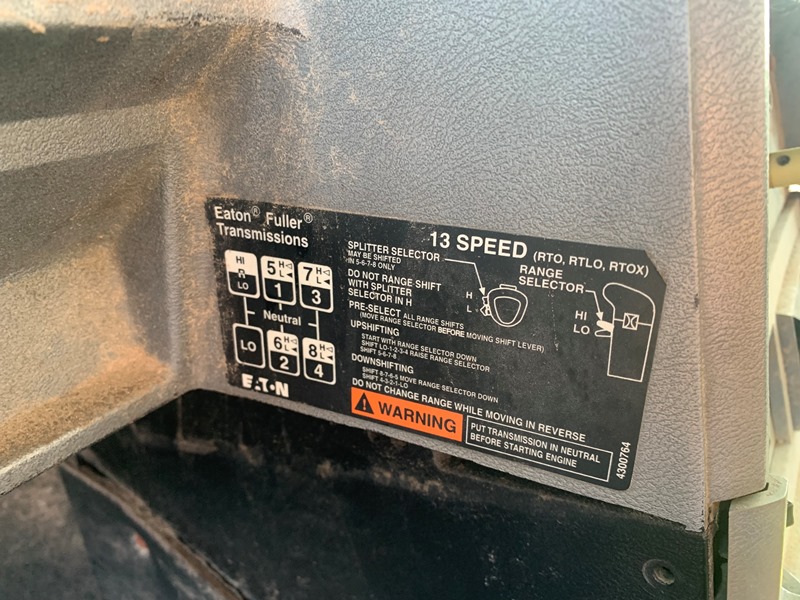 Eaton® Fuller®
Transmissions
HI
R
LO
5 H
L
1
7 H
L
3
Neutral
LO
6 H
L
2
8 H
L
4
EATON
13 SPEED (RTO, RTLO, RTOX)
SPLITTER SELECTOR
MAY BE SHIFTED
IN 5-6-7-8 ONLY
H
L
RANGE
SELECTOR
HI
LO
DO NOT RANGE SHIFT
WITH SPLITTER
SELECTOR IN H
PRE-SELECT ALL RANGE SHIFTS
(MOVE RANGE SELECTOR BEFORE MOVING SHIFT LEVER)
UPSHIFTING
START WITH RANGE SELECTOR DOWN
SHIFT LO-1-2-3-4 RAISE RANGE SELECTOR
SHIFT 5-6-7-8
DOWNSHIFTING
SHIFT 8-7-6-5 MOVE RANGE SELECTOR DOWN
SHIFT 4-3-2-1-LO
DO NOT CHANGE RANGE WHILE MOVING IN REVERSE
WARNING
PUT TRANSMISSION IN NEUTRAL
BEFORE STARTING ENGINE
4300764